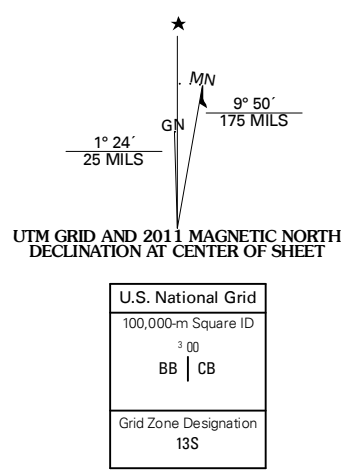 MN
GN
9° 50´
175 MILS
1° 24´
25 MILS
UTM GRID AND 2011 MAGNETIC NORTH
DECLINATION AT CENTER OF SHEET
U.S. National Grid
100,000-m Square ID
3 00
BB | CB
Grid Zone Designation
13S